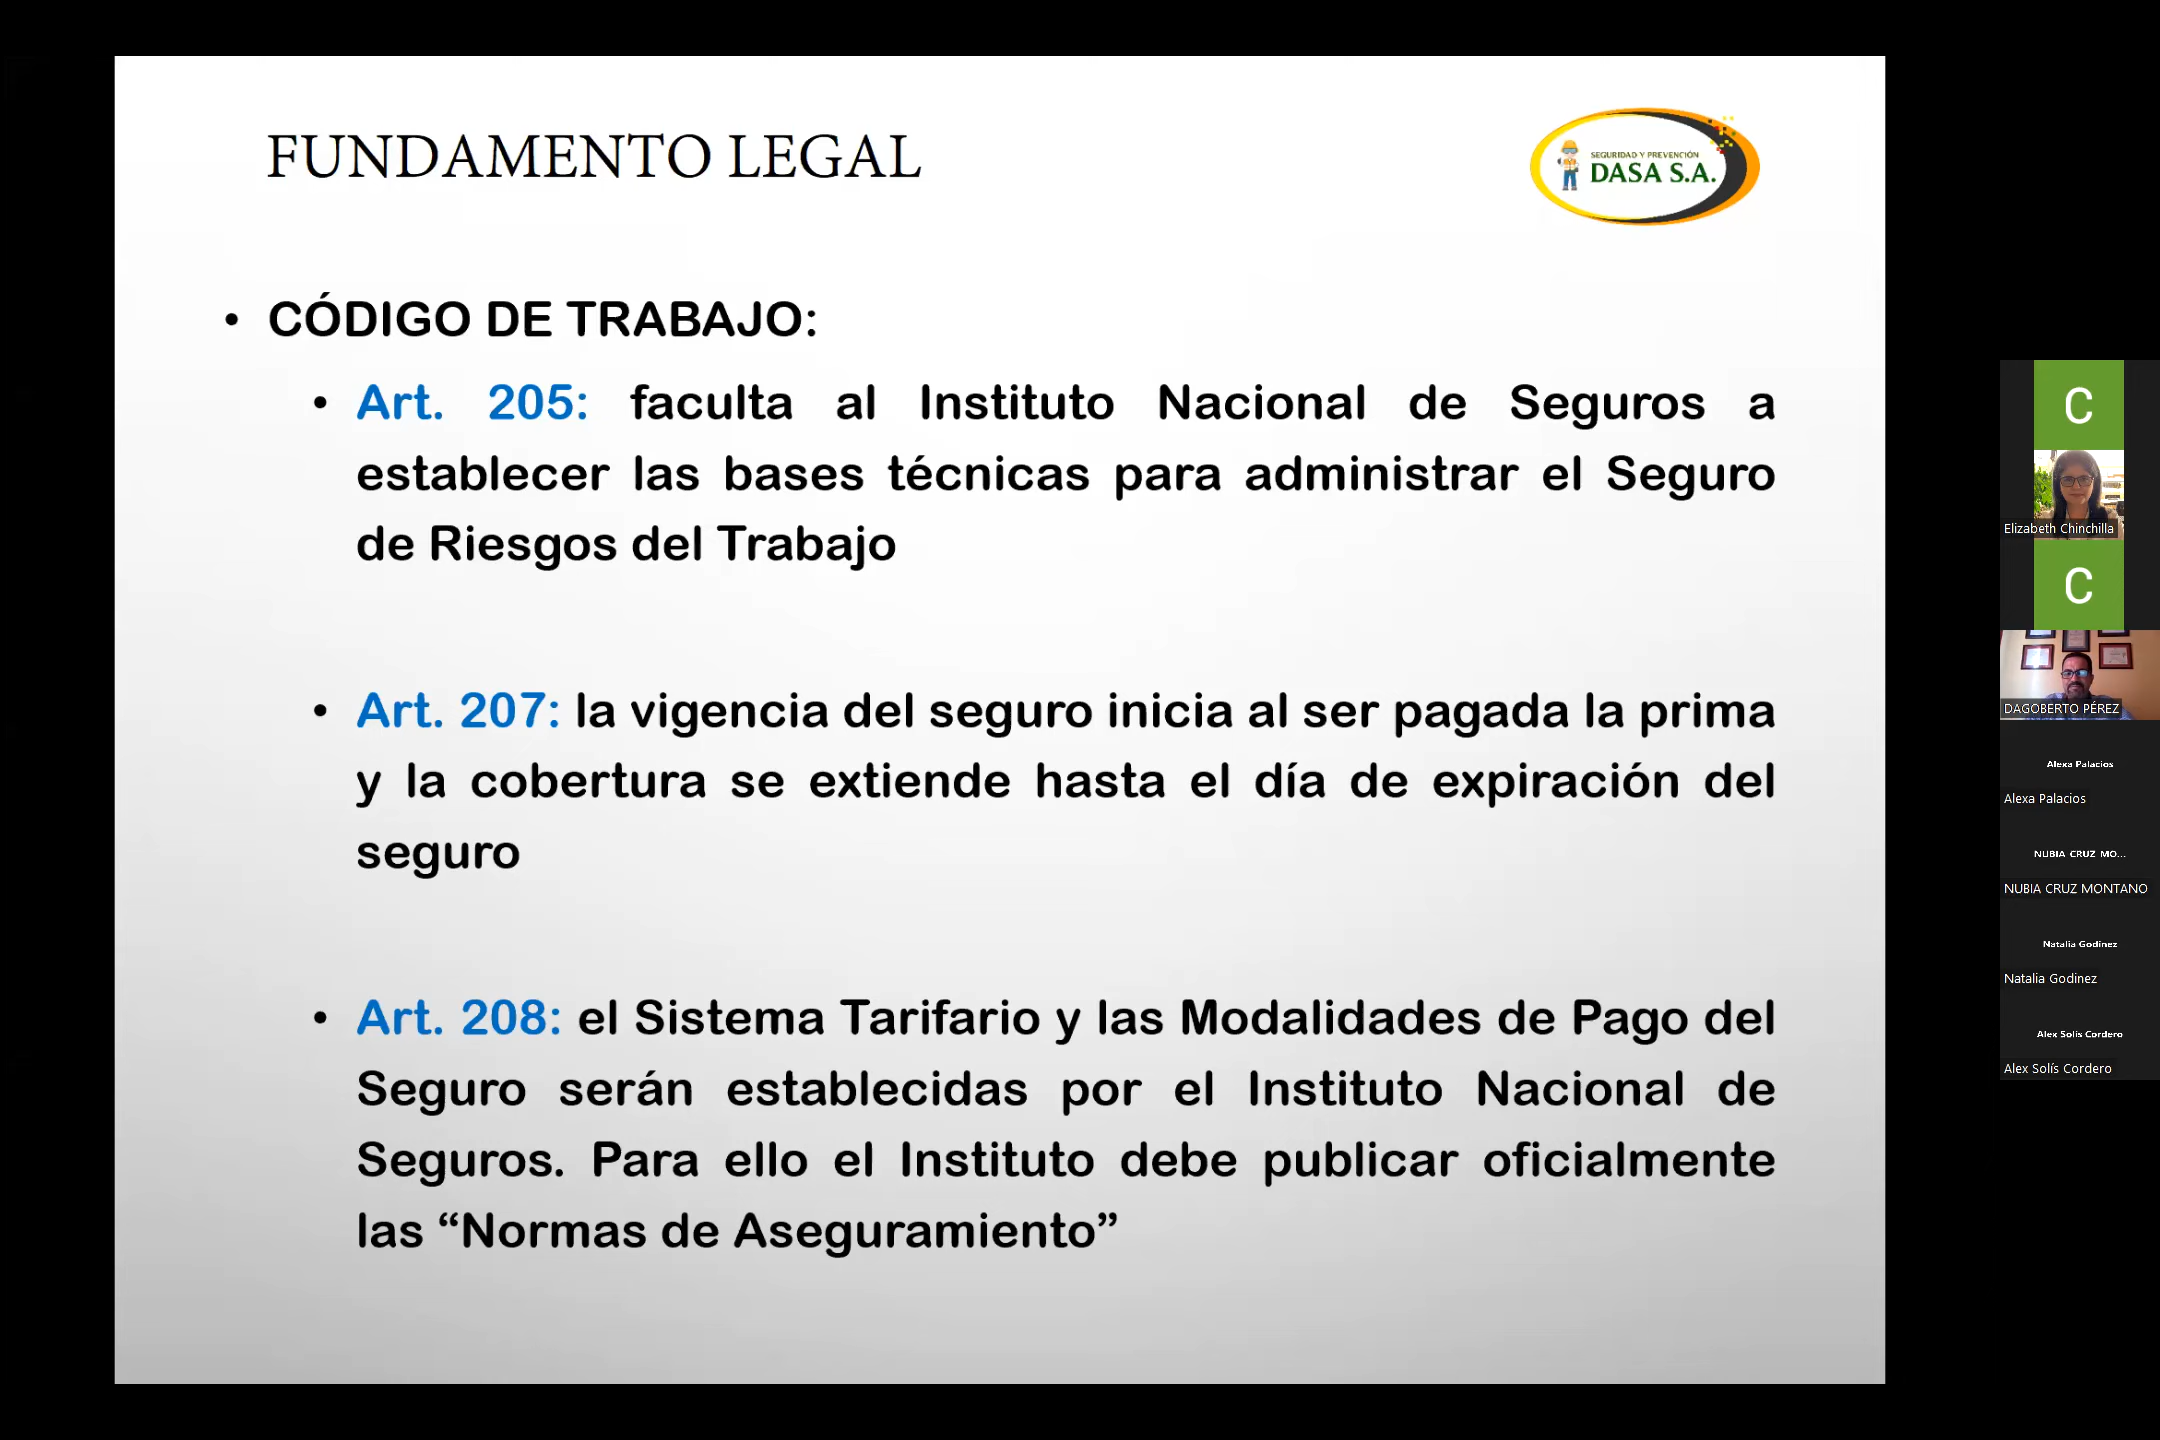 FUNDAMENTO LEGAL
SEGURIDAD Y PREVENCIÓN
DASA S.A.
• CÓDIGO DE TRABAJO:
• Art. 205: faculta al Instituto Nacional de Seguros a
establecer las bases técnicas para administrar el Seguro
de Riesgos del Trabajo
• Art. 207: la vigencia del seguro inicia al ser pagada la prima
y la cobertura se extiende hasta el día de expiración del
seguro
• Art. 208: el Sistema Tarifario y las Modalidades de Pago del
Seguro serán establecidas por el Instituto Nacional de
Seguros. Para ello el Instituto debe publicar oficialmente
las “Normas de Aseguramiento”
C
Elizabeth Chinchilla
C
DAGOBERTO PÉREZ
Alexa Palacios
Alexa Palacios
NUBIA CRUZ MO...
NUBIA CRUZ MONTANO
Natalia Godinez
Natalia Godinez
Alex Solís Cordero
Alex Solís Cordero